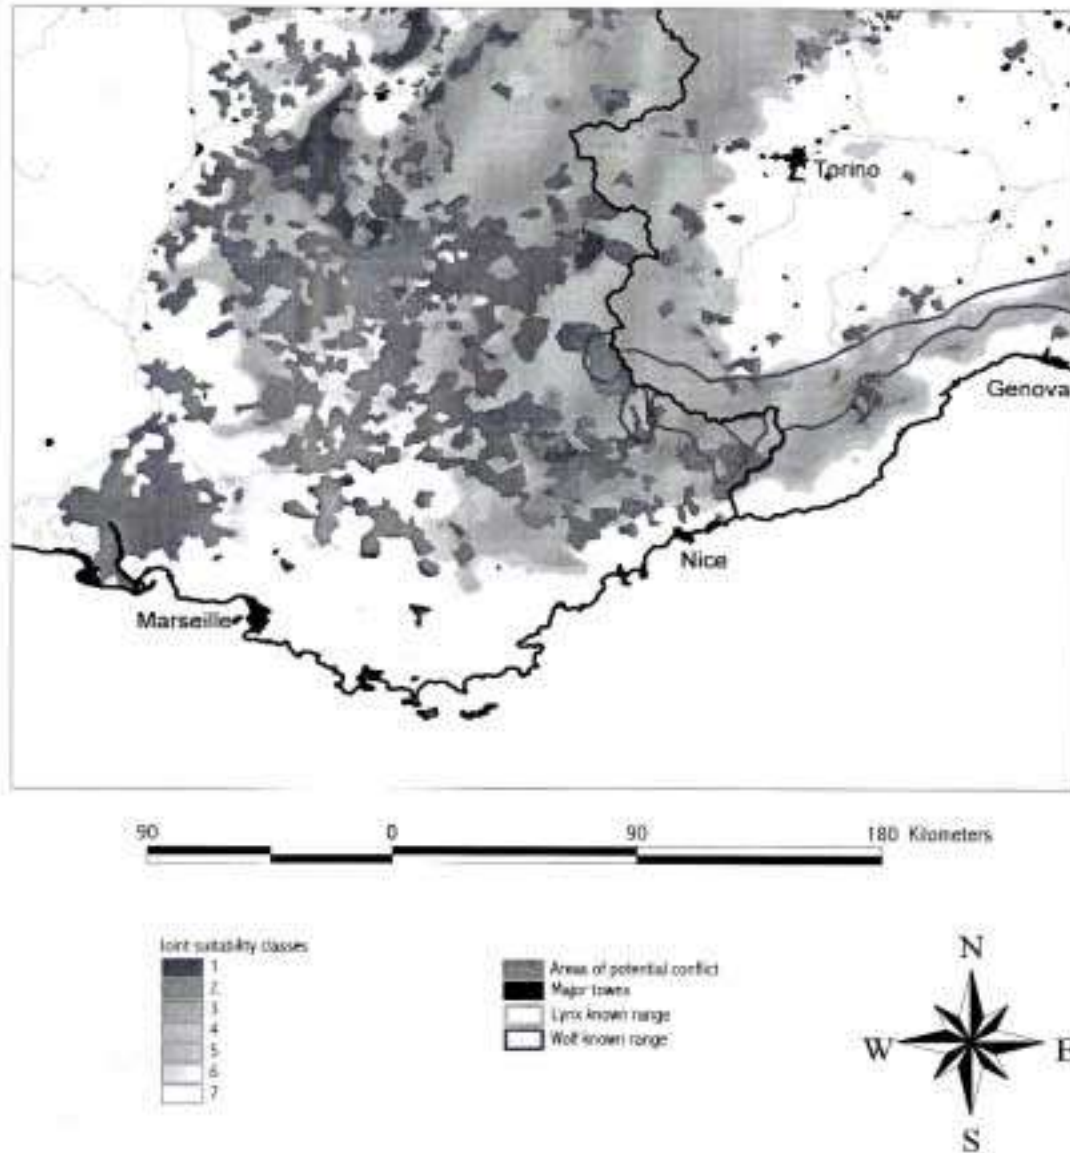 Torino
Genova
Nice
Marseille
90 0 90 180 Kilometers
Joint suitability classes
1
2
3
4
5
6
7
Areas of potential conflict
Major towns
Lynx known range
Wolf known range
N
W E
S